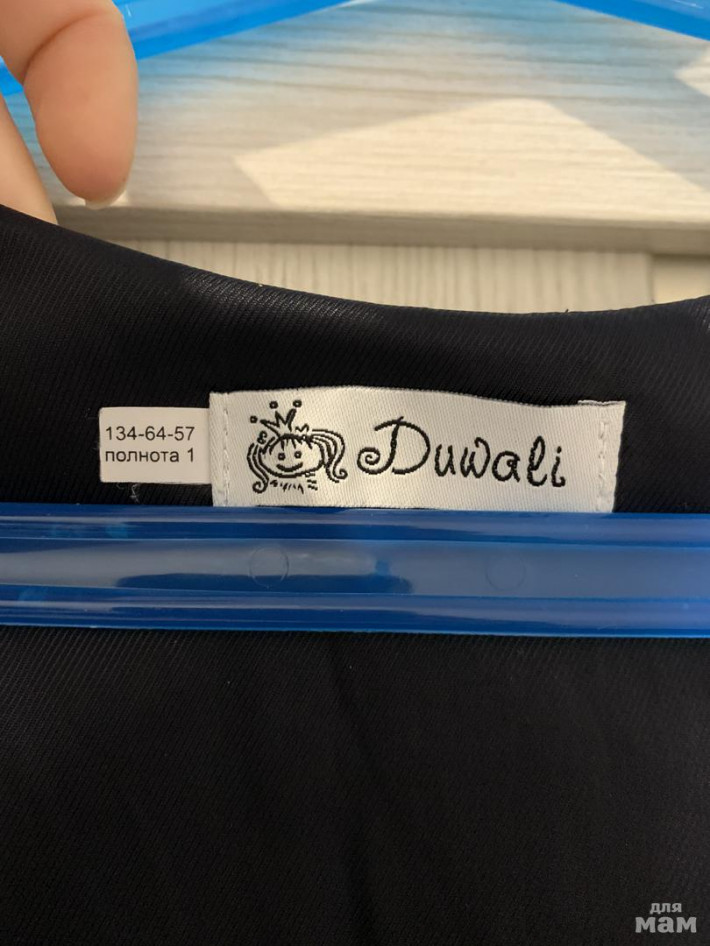 134-64-57
полнота 1
Duwali
для
мам